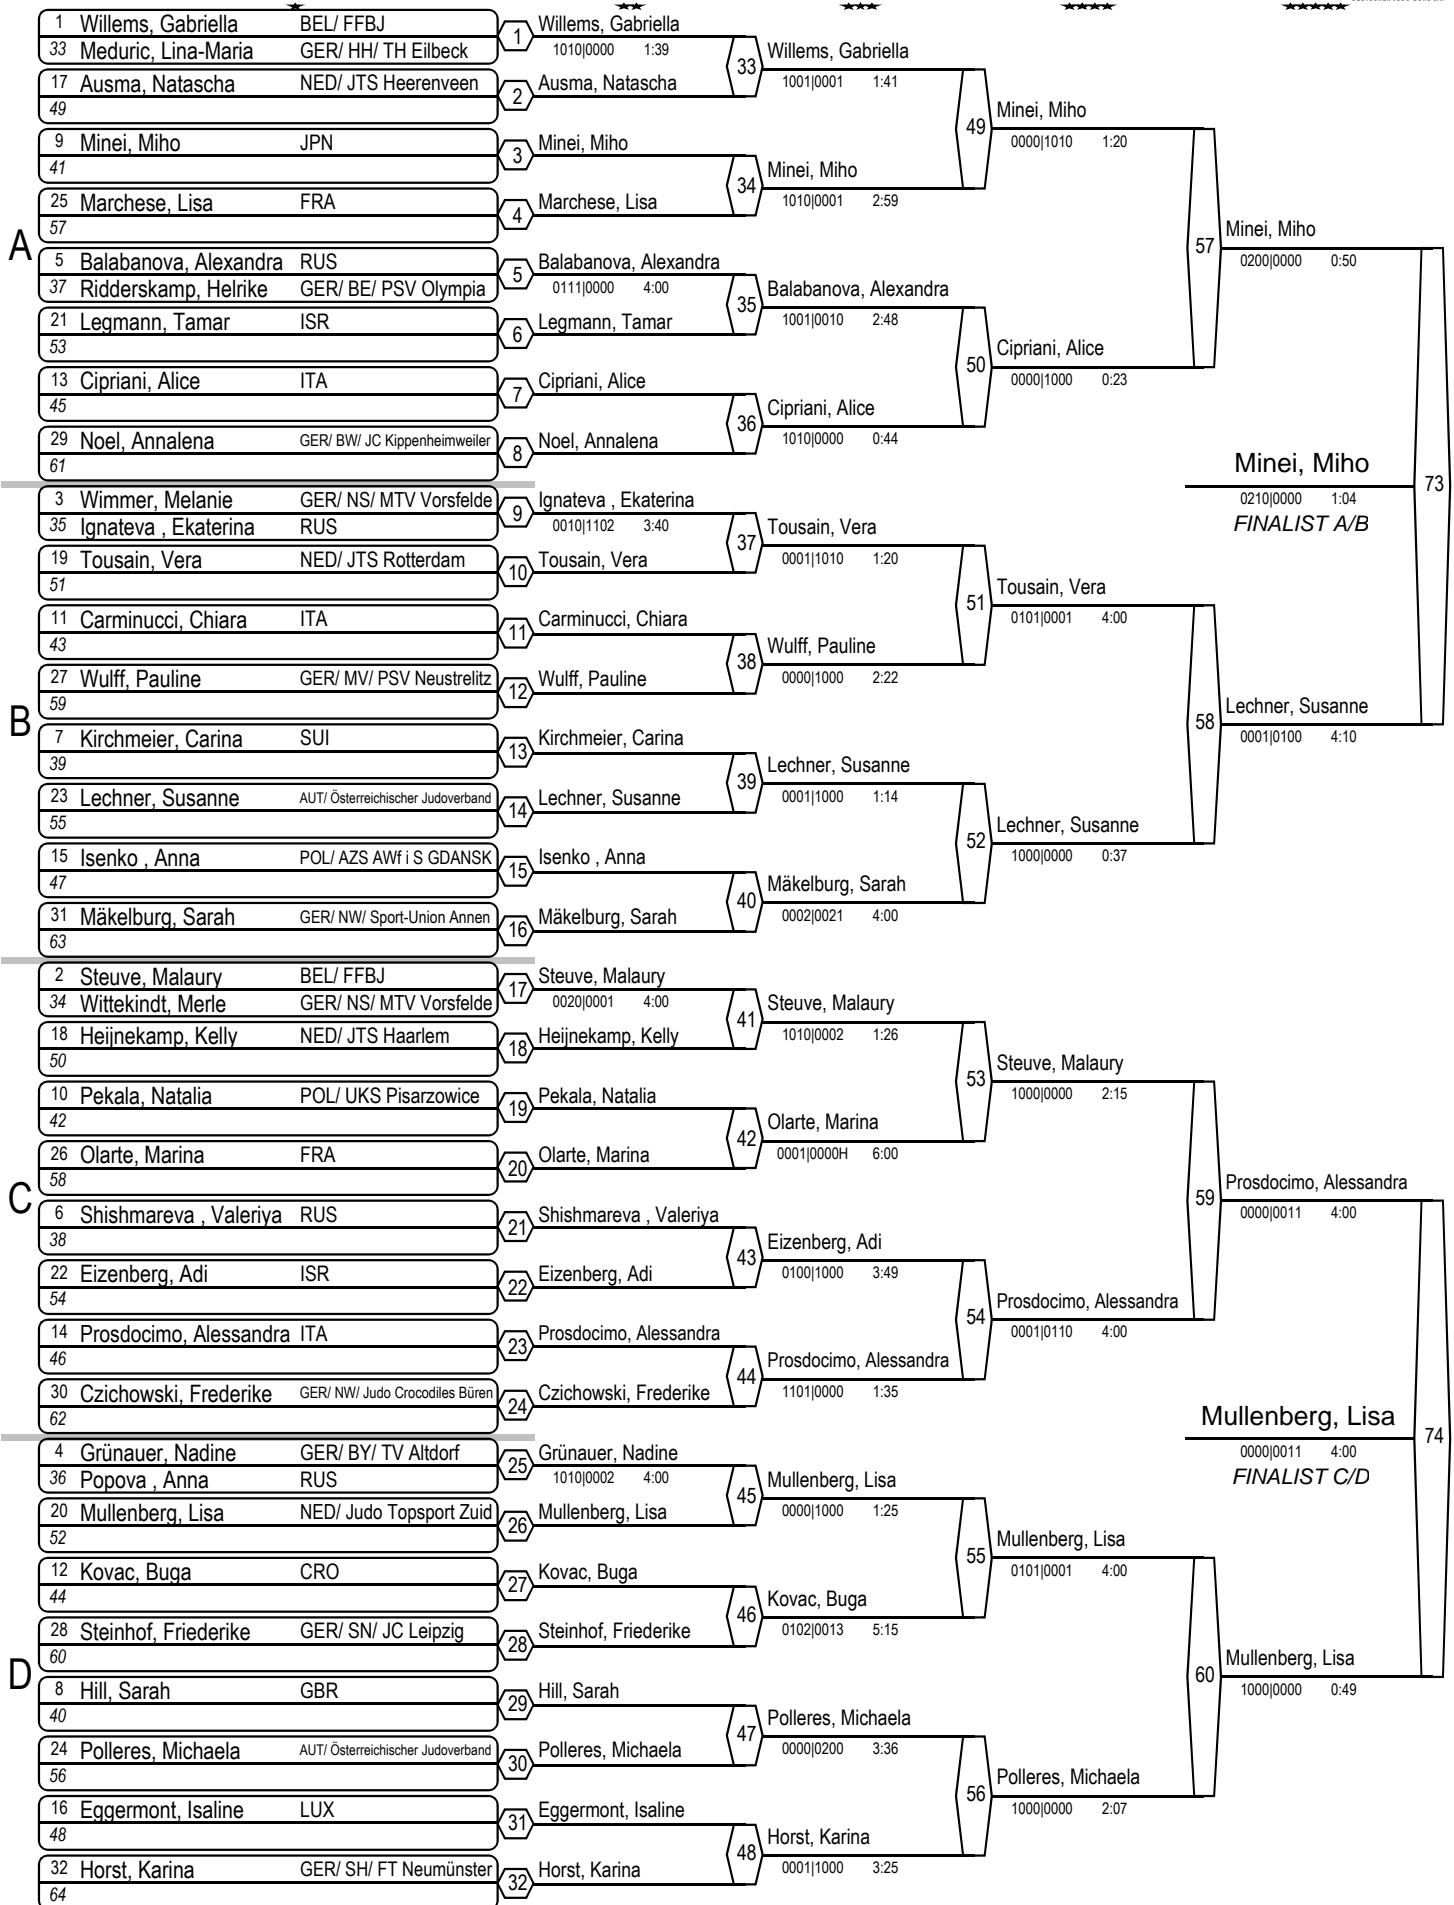 1 Willems, Gabriella BEL/ FFBJ
33 Meduric, Lina-Maria GER/ HH/ TH Eilbeck
17 Ausma, Natascha NED/ JTS Heerenveen
49
9 Minei, Miho JPN
41
25 Marchese, Lisa FRA
57
A
5 Balabanova, Alexandra RUS
37 Ridderskamp, Helrike GER/ BE/ PSV Olympia
21 Legmann, Tamar ISR
53
13 Cipriani, Alice ITA
45
29 Noel, Annalena GER/ BW/ JC Kippenheimweiler
61
3 Wimmer, Melanie GER/ NS/ MTV Vorsfelde
35 Ignateva , Ekaterina RUS
19 Tousain, Vera NED/ JTS Rotterdam
51
11 Carminucci, Chiara ITA
43
27 Wulff, Pauline GER/ MV/ PSV Neustrelitz
59
B
7 Kirchmeier, Carina SUI
39
23 Lechner, Susanne AUT/ Österreichischer Judoverband
55
15 Isenko , Anna POL/ AZS AWf i S GDANSK
47
31 Mäkelburg, Sarah GER/ NW/ Sport-Union Annen
63
2 Steuve, Malaury BEL/ FFBJ
34 Wittekindt, Merle GER/ NS/ MTV Vorsfelde
18 Heijnekamp, Kelly NED/ JTS Haarlem
50
10 Pekala, Natalia POL/ UKS Pisarzowice
42
26 Olarte, Marina FRA
58
C
6 Shishmareva , Valeriya RUS
38
22 Eizenberg, Adi ISR
54
14 Prosdocimo, Alessandra ITA
46
30 Czichowski, Frederike GER/ NW/ Judo Crocodiles Büren
62
4 Grünauer, Nadine GER/ BY/ TV Altdorf
36 Popova , Anna RUS
20 Mullenberg, Lisa NED/ Judo Topsport Zuid
52
12 Kovac, Buga CRO
44
28 Steinhof, Friederike GER/ SN/ JC Leipzig
60
D
8 Hill, Sarah GBR
40
24 Polleres, Michaela AUT/ Österreichischer Judoverband
56
16 Eggermont, Isaline LUX
48
32 Horst, Karina GER/ SH/ FT Neumünster
64
1 Willems, Gabriella
1010|0000 1:39
2 Ausma, Natascha
3 Minei, Miho
4 Marchese, Lisa
5 Balabanova, Alexandra
0111|0000 4:00
6 Legmann, Tamar
7 Cipriani, Alice
8 Noel, Annalena
9 Ignateva , Ekaterina
0010|1102 3:40
10 Tousain, Vera
11 Carminucci, Chiara
12 Wulff, Pauline
13 Kirchmeier, Carina
14 Lechner, Susanne
15 Isenko , Anna
16 Mäkelburg, Sarah
17 Steuve, Malaury
0020|0001 4:00
18 Heijnekamp, Kelly
19 Pekala, Natalia
20 Olarte, Marina
21 Shishmareva , Valeriya
22 Eizenberg, Adi
23 Prosdocimo, Alessandra
24 Czichowski, Frederike
25 Grünauer, Nadine
1010|0002 4:00
26 Mullenberg, Lisa
27 Kovac, Buga
28 Steinhof, Friederike
29 Hill, Sarah
30 Polleres, Michaela
31 Eggermont, Isaline
32 Horst, Karina
33 Willems, Gabriella
1001|0001 1:41
34 Minei, Miho
1010|0001 2:59
35 Balabanova, Alexandra
1001|0010 2:48
36 Cipriani, Alice
1010|0000 0:44
37 Tousain, Vera
0001|1010 1:20
38 Wulff, Pauline
0000|1000 2:22
39 Lechner, Susanne
0001|1000 1:14
40 Mäkelburg, Sarah
0002|0021 4:00
41 Steuve, Malaury
1010|0002 1:26
42 Olarte, Marina
0001|0000H 6:00
43 Eizenberg, Adi
0100|1000 3:49
44 Prosdocimo, Alessandra
1101|0000 1:35
45 Mullenberg, Lisa
0000|1000 1:25
46 Kovac, Buga
0102|0013 5:15
47 Polleres, Michaela
0000|0200 3:36
48 Horst, Karina
0001|1000 3:25
49 Minei, Miho
0000|1010 1:20
50 Cipriani, Alice
0000|1000 0:23
51 Tousain, Vera
0101|0001 4:00
52 Lechner, Susanne
1000|0000 0:37
53 Steuve, Malaury
1000|0000 2:15
54 Prosdocimo, Alessandra
0001|0110 4:00
55 Mullenberg, Lisa
0101|0001 4:00
56 Polleres, Michaela
1000|0000 2:07
57 Minei, Miho
0200|0000 0:50
58 Lechner, Susanne
0001|0100 4:10
59 Prosdocimo, Alessandra
0000|0011 4:00
60 Mullenberg, Lisa
1000|0000 0:49
Minei, Miho
73
0210|0000 1:04
FINALIST A/B
Mullenberg, Lisa
74
0000|0011 4:00
FINALIST C/D